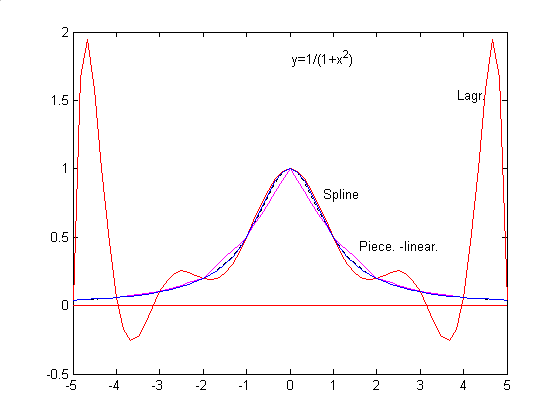 2
y=1/(1+x²)
1.5
Lagr.
1
Spline
0.5
Piece. -linear.
0
-0.5
-5 -4 -3 -2 -1 0 1 2 3 4 5